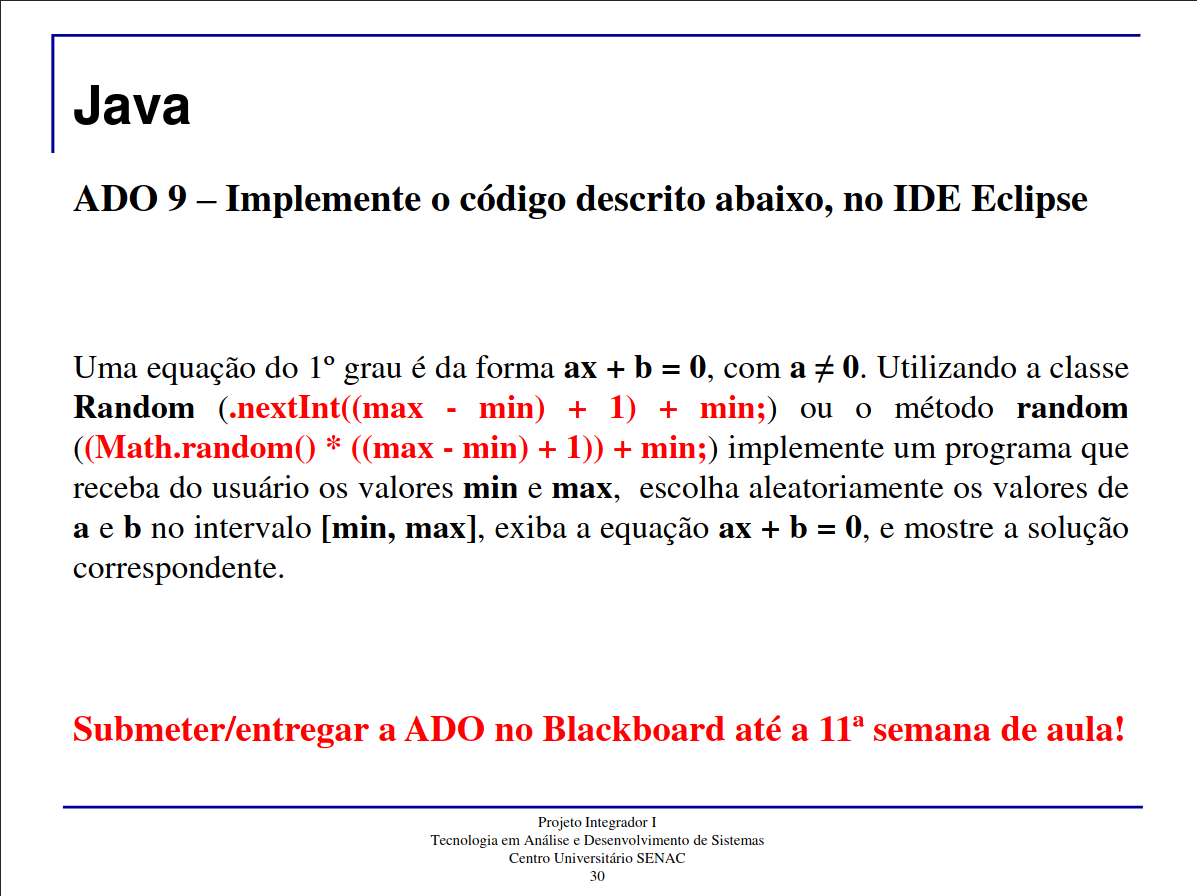 Java
ADO 9 – Implemente o código descrito abaixo, no IDE Eclipse
Uma equação do 1º grau é da forma ax + b = 0, com a ≠ 0. Utilizando a classe
Random (.nextInt((max - min) + 1) + min;) ou o método random
((Math.random() * ((max - min) + 1)) + min;) implemente um programa que
receba do usuário os valores min e max, escolha aleatoriamente os valores de
a e b no intervalo [min, max], exiba a equação ax + b = 0, e mostre a solução
correspondente.
Submeter/entregar a ADO no Blackboard até a 11ª semana de aula!
Projeto Integrador I
Tecnologia em Análise e Desenvolvimento de Sistemas
Centro Universitário SENAC
30